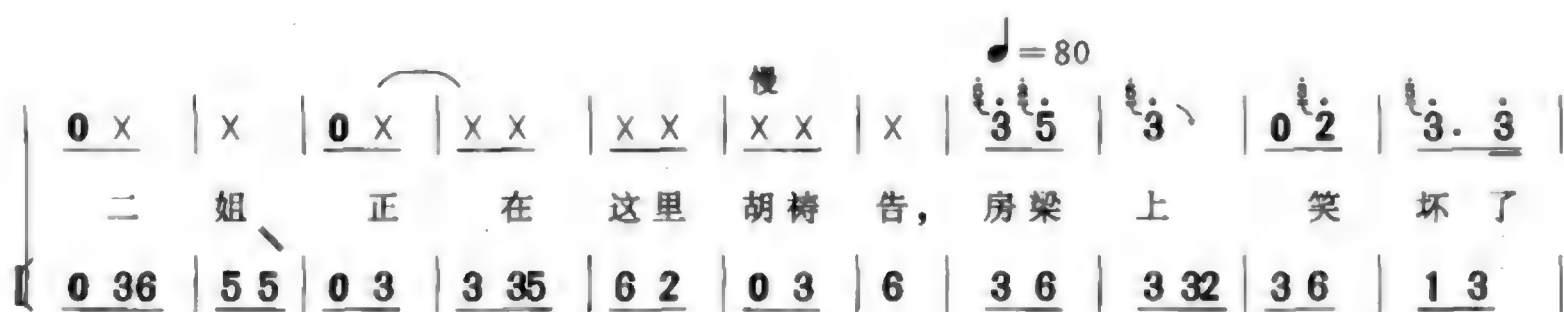 ♩=80
慢
0 X | X | 0 X | X X | X X | X X | X | 3 5 | 3 | 0 2 | 3. 3 |
二 姐 正 在 这 里 胡 祷 告, 房 梁 上 笑 坏 了
0 36 | 5 5 | 0 3 | 3 35 | 6 2 | 0 3 | 6 | 3 6 | 3 32 | 3 6 | 1 3 |